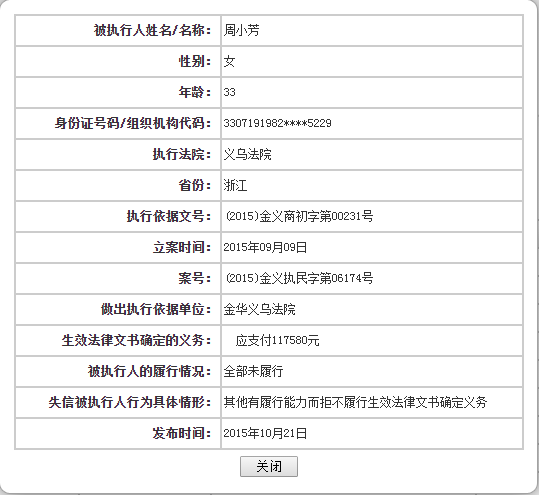 被执行人姓名/名称： 周小芳
性别： 女
年龄： 33
身份证号码/组织机构代码： 3307191982****5229
执行法院： 义乌法院
省份： 浙江
执行依据文号： (2015)金义商初字第00231号
立案时间： 2015年09月09日
案号： (2015)金义执民字第06174号
做出执行依据单位： 金华义乌法院
生效法律文书确定的义务： 应支付117580元
被执行人的履行情况： 全部未履行
失信被执行人行为具体情形： 其他有履行能力而拒不履行生效法律文书确定义务
发布时间： 2015年10月21日
关闭